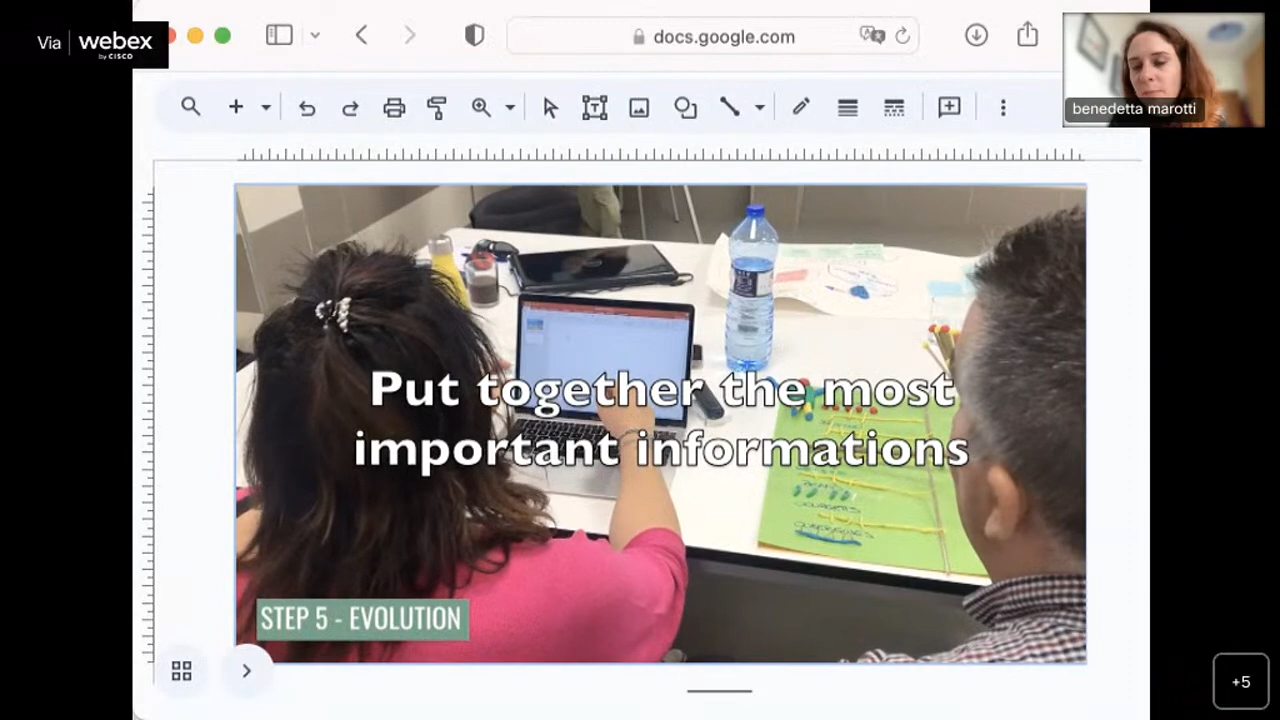 Via webex
by CISCO
docs.google.com
benedetta marotti
Put together the most
important informations
STEP 5 - EVOLUTION
+5